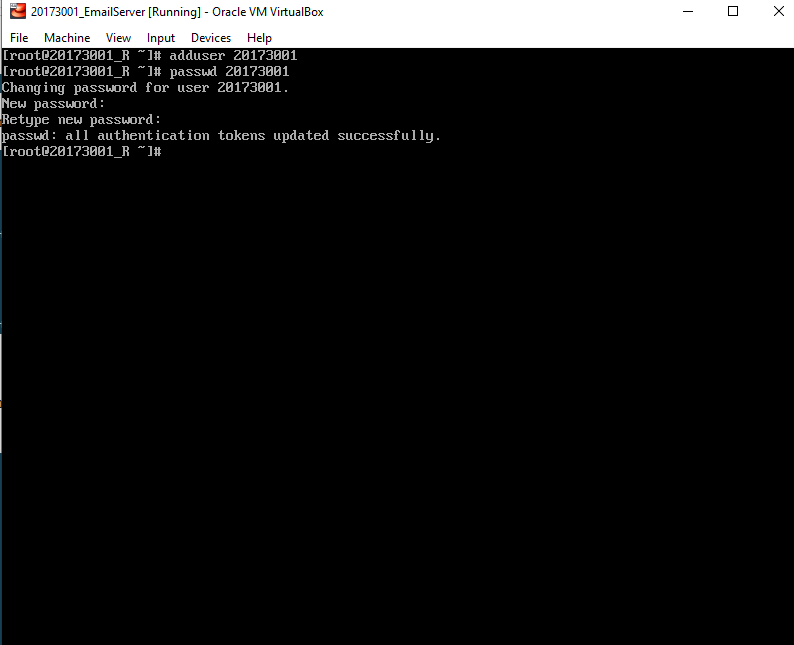 20173001_EmailServer [Running] - Oracle VM VirtualBox
File Machine View Input Devices Help
[root@20173001_R ~]# adduser 20173001
[root@20173001_R ~]# passwd 20173001
Changing password for user 20173001.
New password:
Retype new password:
passwd: all authentication tokens updated successfully.
[root@20173001_R ~]#